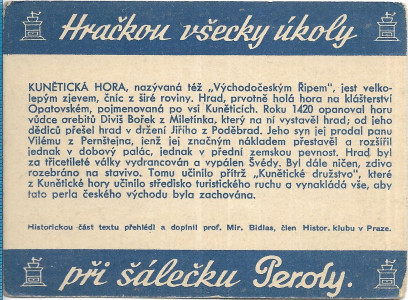 Hračkou všecky úkoly
KUNĚTICKÁ HORA, nazývaná též „Východočeským Řípem", jest velko-
lepým zjevem, čníc z širé roviny. Hrad, prvotně holá hora na klášterství
Opatovském, pojmenovaná po vsi Kuněticích. Roku 1420 opanoval horu
vůdce orebitů Diviš Bořek z Miletínka, který na ní vystavěl hrad; od jeho
dědiců přešel hrad v držení Jiřího z Poděbrad. Jeho syn jej prodal panu
Vilému z Pernštejna, jenž jej značným nákladem přestavěl a rozšířil
jednak v dobový palác, jednak v přední zemskou pevnost. Hrad byl
za třicetileté války vydrancován a vypálen Švédy. Byl dále ničen, zdivo
rozebráno na stavivo. Tomu učinilo přítrž „Kunětické družstvo", které
z Kunětické hory učinilo středisko turistického ruchu a vynakládá vše, aby
tato perla českého východu byla zachována.
Historickou část textu přehlédl a doplnil prof. Mir. Bidlas, člen Histor. klubu v Praze.
při šálečku Peroly.